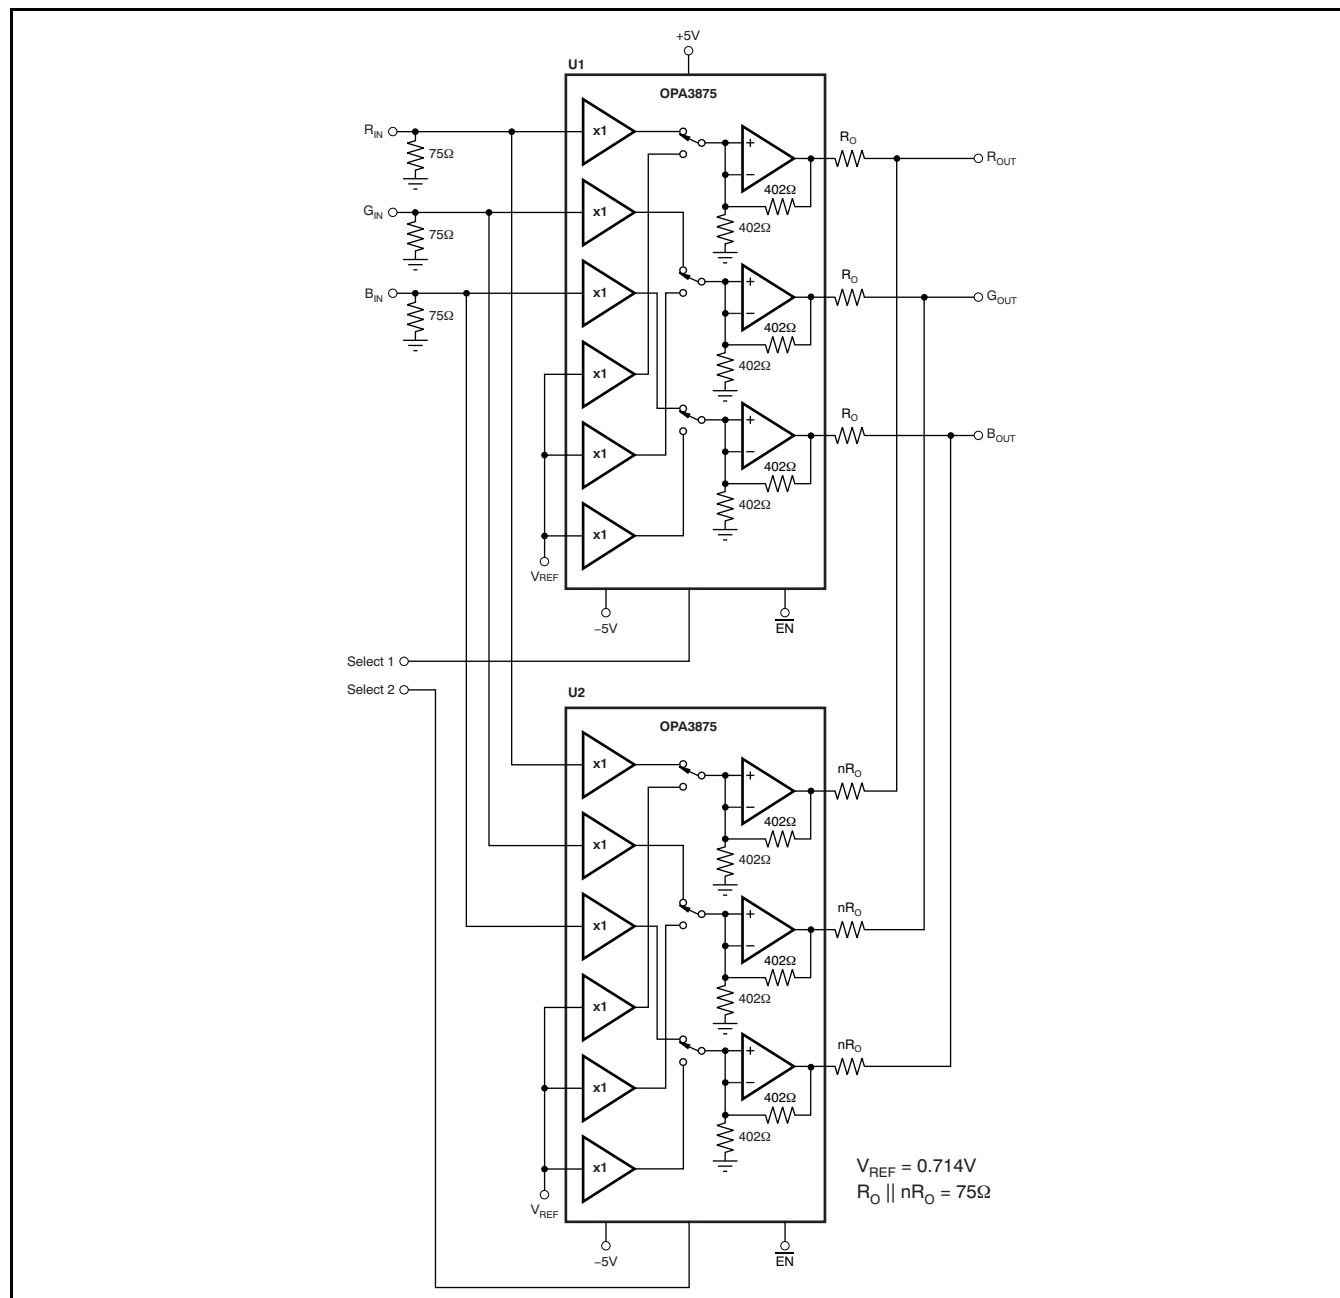 +5V
U1
OPA3875
R_IN
75Ω
x1
+
−
402Ω
402Ω
R_O
R_OUT
G_IN
75Ω
x1
+
−
402Ω
402Ω
R_O
G_OUT
B_IN
75Ω
x1
+
−
402Ω
402Ω
R_O
B_OUT
x1
x1
x1
V_REF
−5V
EN
Select 1
Select 2
U2
OPA3875
x1
+
−
402Ω
402Ω
nR_O
x1
+
−
402Ω
402Ω
nR_O
x1
+
−
402Ω
402Ω
nR_O
x1
x1
x1
V_REF
−5V
EN
V_REF = 0.714V
R_O || nR_O = 75Ω